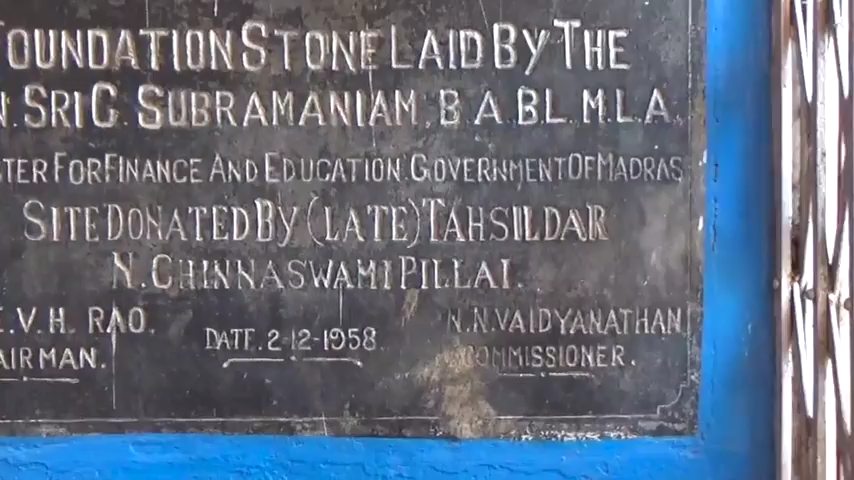 FOUNDATION STONE LAID BY THE
N. SRI C. SUBRAMANIAM, B.A. B.L. M.L.A.
TER FOR FINANCE AND EDUCATION, GOVERNMENT OF MADRAS
SITE DONATED BY (LATE) TAHSILDAR
N. CHINNASWAMI PILLAI.
.V.H. RAO.
AIRMAN.
DATE. 2-12-1958
N.N. VAIDYANATHAN
COMMISSIONER.